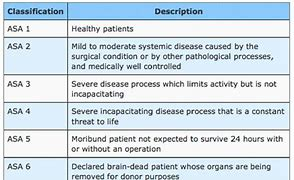 Classification Description
ASA 1 Healthy patients
ASA 2 Mild to moderate systemic disease caused by the
surgical condition or by other pathological processes,
and medically well controlled
ASA 3 Severe disease process which limits activity but is not
incapacitating
ASA 4 Severe incapacitating disease process that is a constant
threat to life
ASA 5 Moribund patient not expected to survive 24 hours with
or without an operation
ASA 6 Declared brain-dead patient whose organs are being
removed for donor purposes